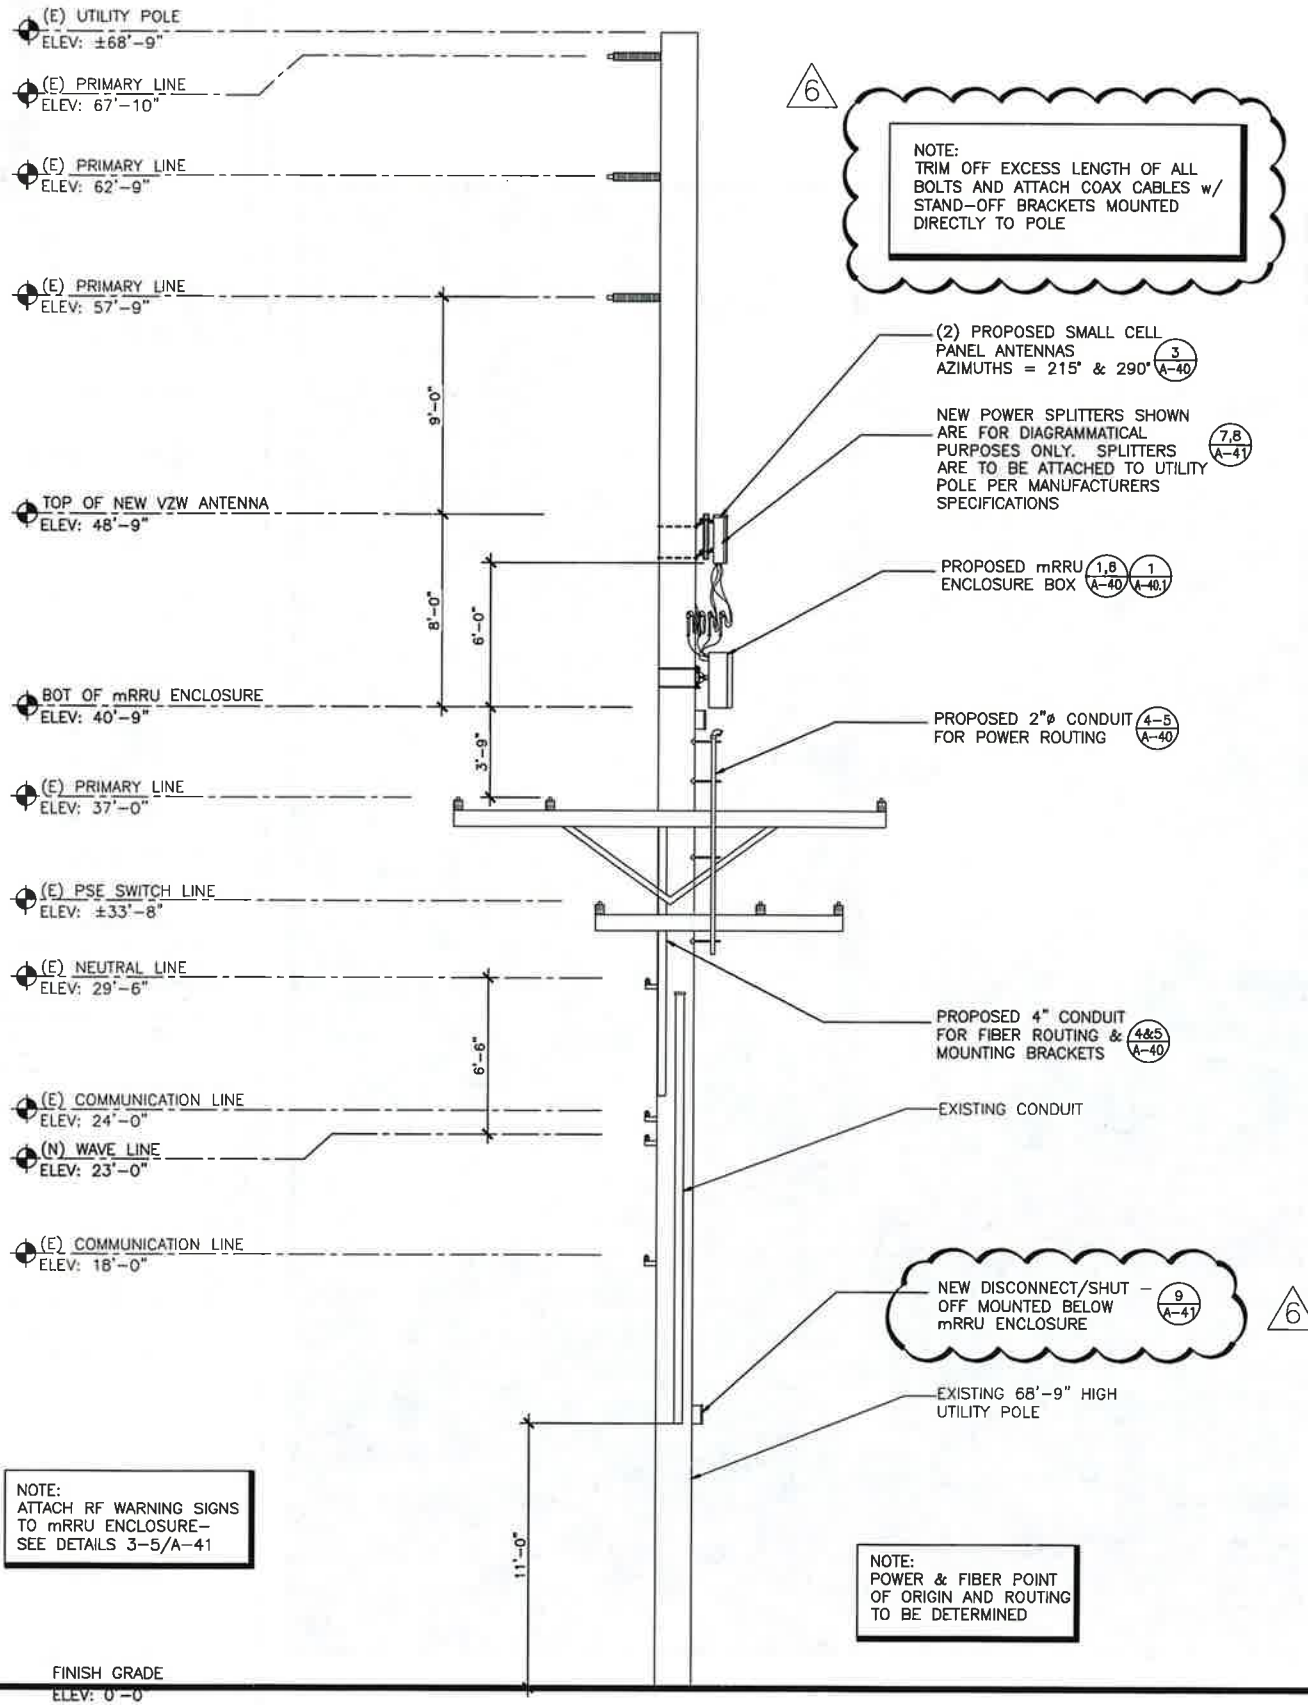 (E) UTILITY POLE
ELEV: ±68'-9"
(E) PRIMARY LINE
ELEV: 67'-10"
(E) PRIMARY LINE
ELEV: 62'-9"
(E) PRIMARY LINE
ELEV: 57'-9"
9'-0"
TOP OF NEW VZW ANTENNA
ELEV: 48'-9"
8'-0"
6'-0"
BOT OF mRRU ENCLOSURE
ELEV: 40'-9"
3'-9"
(E) PRIMARY LINE
ELEV: 37'-0"
(E) PSE SWITCH LINE
ELEV: ±33'-8"
(E) NEUTRAL LINE
ELEV: 29'-6"
6'-6"
(E) COMMUNICATION LINE
ELEV: 24'-0"
(N) WAVE LINE
ELEV: 23'-0"
(E) COMMUNICATION LINE
ELEV: 18'-0"
11'-0"
NOTE:
ATTACH RF WARNING SIGNS
TO mRRU ENCLOSURE-
SEE DETAILS 3-5/A-41
FINISH GRADE
ELEV: 0'-0"
6
NOTE:
TRIM OFF EXCESS LENGTH OF ALL
BOLTS AND ATTACH COAX CABLES w/
STAND-OFF BRACKETS MOUNTED
DIRECTLY TO POLE
(2) PROPOSED SMALL CELL
PANEL ANTENNAS
AZIMUTHS = 215° & 290°
3
A-40
NEW POWER SPLITTERS SHOWN
ARE FOR DIAGRAMMATICAL
PURPOSES ONLY. SPLITTERS
ARE TO BE ATTACHED TO UTILITY
POLE PER MANUFACTURERS
SPECIFICATIONS
7,8
A-41
PROPOSED mRRU
ENCLOSURE BOX
A-40
1
A-40.1
PROPOSED 2"ø CONDUIT
FOR POWER ROUTING
4-5
A-40
PROPOSED 4" CONDUIT
FOR FIBER ROUTING &
MOUNTING BRACKETS
4&5
A-40
EXISTING CONDUIT
NEW DISCONNECT/SHUT -
OFF MOUNTED BELOW
mRRU ENCLOSURE
9
A-41
6
EXISTING 68'-9" HIGH
UTILITY POLE
NOTE:
POWER & FIBER POINT
OF ORIGIN AND ROUTING
TO BE DETERMINED